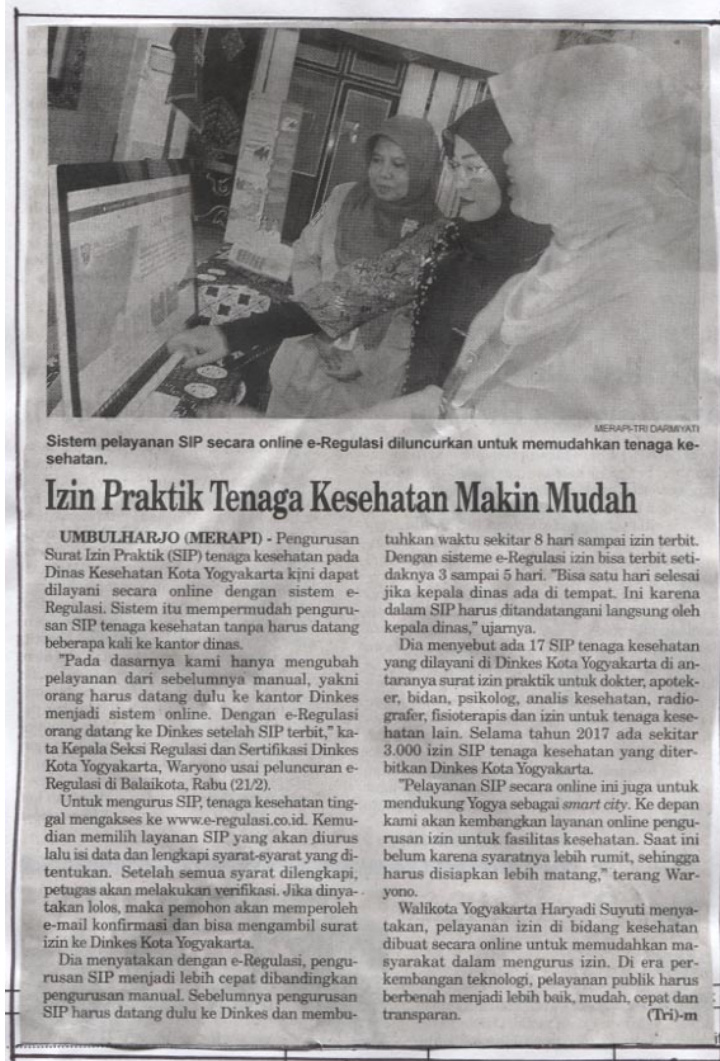 MERAPI-TRI DARMIYATI
Sistem pelayanan SIP secara online e-Regulasi diluncurkan untuk memudahkan tenaga ke-
sehatan.
Izin Praktik Tenaga Kesehatan Makin Mudah
UMBULHARJO (MERAPI) - Pengurusan
Surat Izin Praktik (SIP) tenaga kesehatan pada
Dinas Kesehatan Kota Yogyakarta kini dapat
dilayani secara online dengan sistem e-
Regulasi. Sistem itu mempermudah penguru-
san SIP tenaga kesehatan tanpa harus datang
beberapa kali ke kantor dinas.
"Pada dasarnya kami hanya mengubah
pelayanan dari sebelumnya manual, yakni
orang harus datang dulu ke kantor Dinkes
menjadi sistem online. Dengan e-Regulasi
orang datang ke Dinkes setelah SIP terbit," ka-
ta Kepala Seksi Regulasi dan Sertifikasi Dinkes
Kota Yogyakarta, Waryono usai peluncuran e-
Regulasi di Balaikota, Rabu (21/2).
Untuk mengurus SIP, tenaga kesehatan ting-
gal mengakses ke www.e-regulasi.co.id. Kemu-
dian memilih layanan SIP yang akan diurus
lalu isi data dan lengkapi syarat-syarat yang di-
tentukan. Setelah semua syarat dilengkapi,
petugas akan melakukan verifikasi. Jika dinya-
takan lolos, maka pemohon akan memperoleh
e-mail konfirmasi dan bisa mengambil surat
izin ke Dinkes Kota Yogyakarta.
Dia menyatakan dengan e-Regulasi, pengu-
rusan SIP menjadi lebih cepat dibandingkan
pengurusan manual. Sebelumnya pengurusan
SIP harus datang dulu ke Dinkes dan membu-
tuhkan waktu sekitar 8 hari sampai izin terbit.
Dengan sisteme e-Regulasi izin bisa terbit seti-
daknya 3 sampai 5 hari. "Bisa satu hari selesai
jika kepala dinas ada di tempat. Ini karena
dalam SIP harus ditandatangani langsung oleh
kepala dinas," ujarnya.
Dia menyebut ada 17 SIP tenaga kesehatan
yang dilayani di Dinkes Kota Yogyakarta di an-
taranya surat izin praktik untuk dokter, apotek-
er, bidan, psikolog, analis kesehatan, radio-
grafer, fisioterapis dan izin untuk tenaga kese-
hatan lain. Selama tahun 2017 ada sekitar
3.000 izin SIP tenaga kesehatan yang diter-
bitkan Dinkes Kota Yogyakarta.
"Pelayanan SIP secara online ini juga untuk
mendukung Yogya sebagai smart city. Ke depan
kami akan kembangkan layanan online pengu-
rusan izin untuk fasilitas kesehatan. Saat ini
belum karena syaratnya lebih rumit, sehingga
harus disiapkan lebih matang," terang War-
yono.
Walikota Yogyakarta Haryadi Suyuti menya-
takan, pelayanan izin di bidang kesehatan
dibuat secara online untuk memudahkan ma-
syarakat dalam mengurus izin. Di era per-
kembangan teknologi, pelayanan publik harus
berbenah menjadi lebih baik, mudah, cepat dan
transparan. (Tri)-m